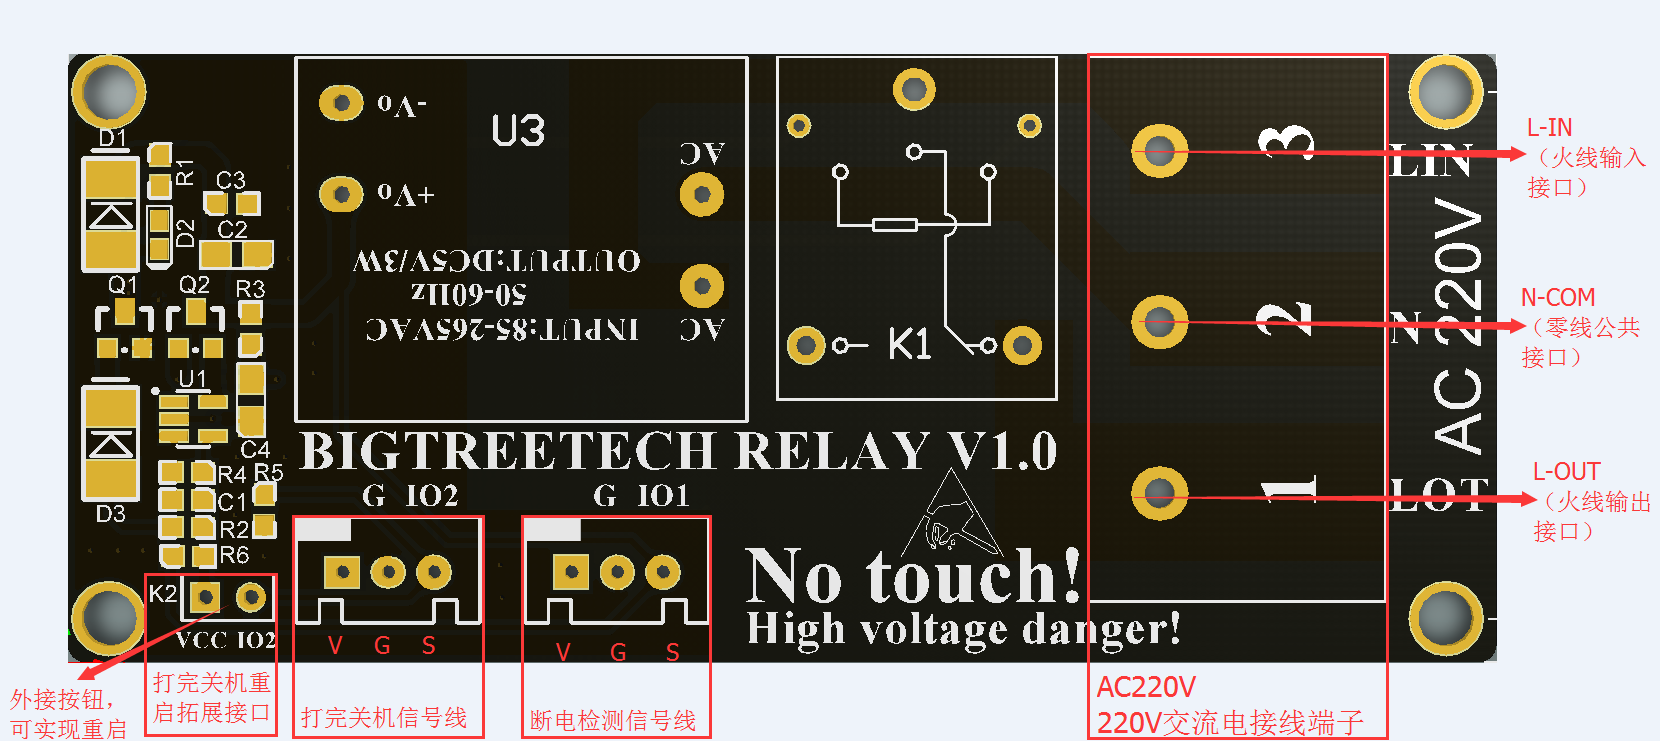 D1
R1
C3
D2
C2
Q1
Q2
R3
U1
C4
R4
R5
C1
R2
R6
D3
K2
VCC IO2
-Vo
+Vo
U3
AC
AC
OUTPUT:DC5V/3W
50-60Hz
INPUT:85-265VAC
K1
BIGTREETECH RELAY V1.0
G IO2
G IO1
V G S
V G S
No touch!
High voltage danger!
3
2
1
LIN
N
LOT
AC 220V
L-IN
（火线输入
接口）
N-COM
（零线公共
接口）
L-OUT
（火线输出
接口）
外接按钮，
可实现重启
打完关机重
启拓展接口
打完关机信号线
断电检测信号线
AC220V
220V交流电接线端子